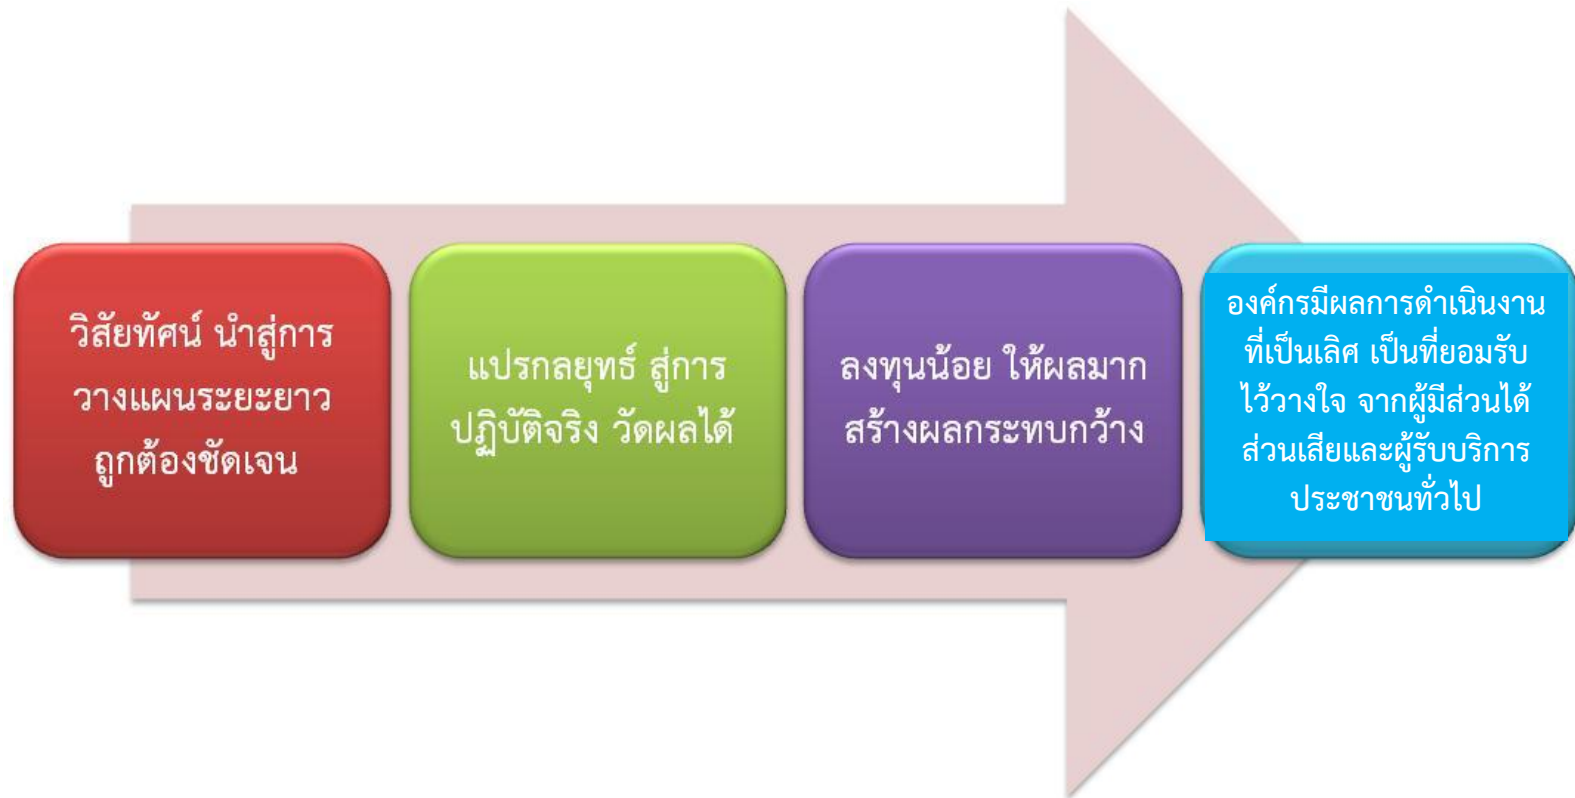 วิสัยทัศน์ นำสู่การ
วางแผนระยะยาว
ถูกต้องชัดเจน
แปรกลยุทธ์ สู่การ
ปฏิบัติจริง วัดผลได้
ลงทุนน้อย ให้ผลมาก
สร้างผลกระทบกว้าง
องค์กรมีผลการดำเนินงาน
ที่เป็นเลิศ เป็นที่ยอมรับ
ไว้วางใจ จากผู้มีส่วนได้
ส่วนเสียและผู้รับบริการ
ประชาชนทั่วไป